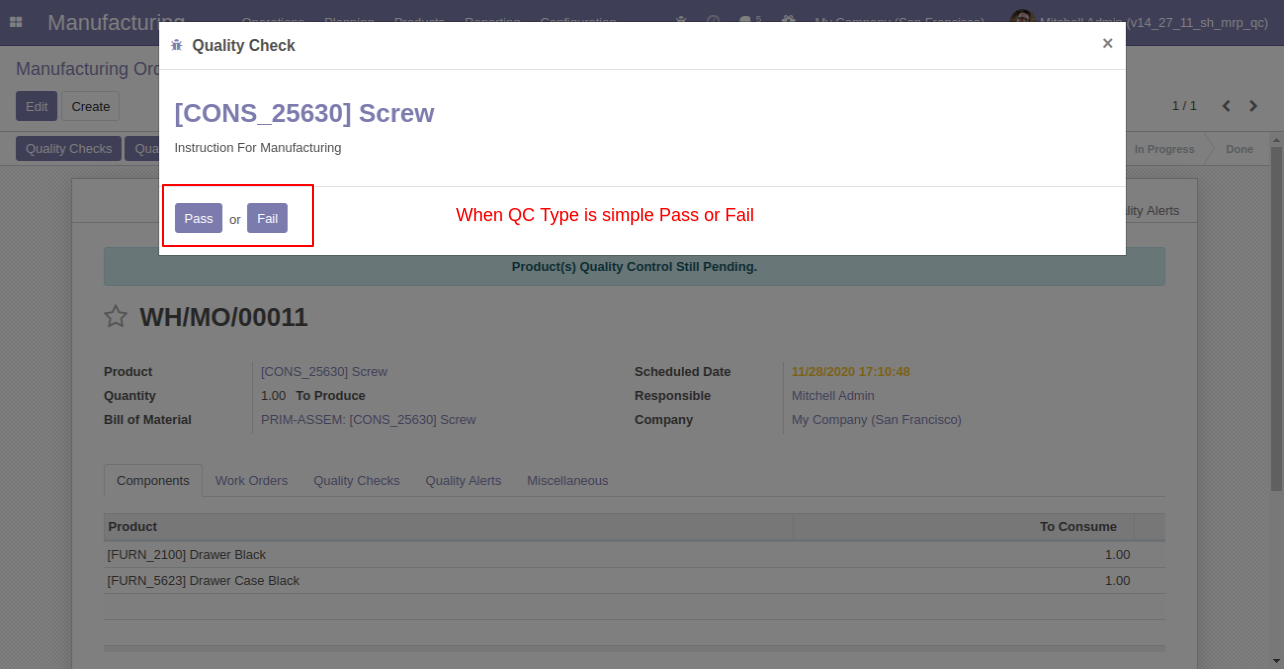 Manufacturing Operations Planning Products Reporting Configuration 5 My Company (San Francisco) Mitchell Admin (v14_27_11_sh_mrp_qc)
Quality Check ×
Manufacturing Ord
[CONS_25630] Screw
Edit Create
1 / 1
Instruction For Manufacturing
Quality Checks Qua
In Progress Done
Pass or Fail
When QC Type is simple Pass or Fail
lity Alerts
Product(s) Quality Control Still Pending.
WH/MO/00011
Product [CONS_25630] Screw Scheduled Date 11/28/2020 17:10:48
Quantity 1.00 To Produce Responsible Mitchell Admin
Bill of Material PRIM-ASSEM: [CONS_25630] Screw Company My Company (San Francisco)
Components Work Orders Quality Checks Quality Alerts Miscellaneous
Product To Consume
[FURN_2100] Drawer Black 1.00
[FURN_5623] Drawer Case Black 1.00